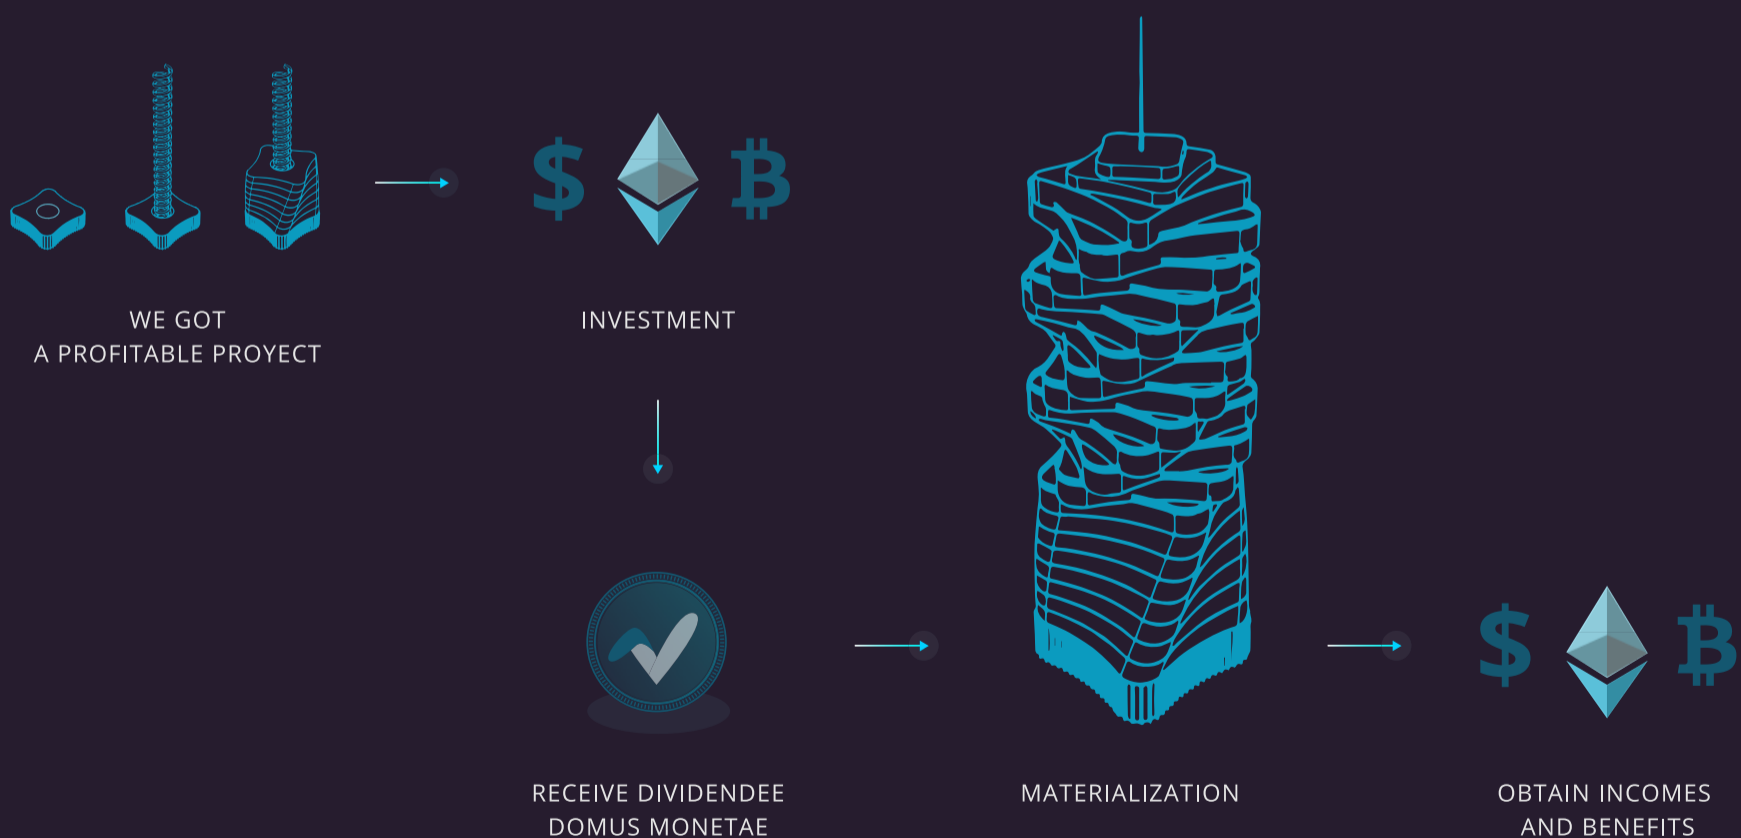 WE GOT
A PROFITABLE PROYECT
INVESTMENT
RECEIVE DIVIDENDEE
DOMUS MONETAE
MATERIALIZATION
OBTAIN INCOMES
AND BENEFITS